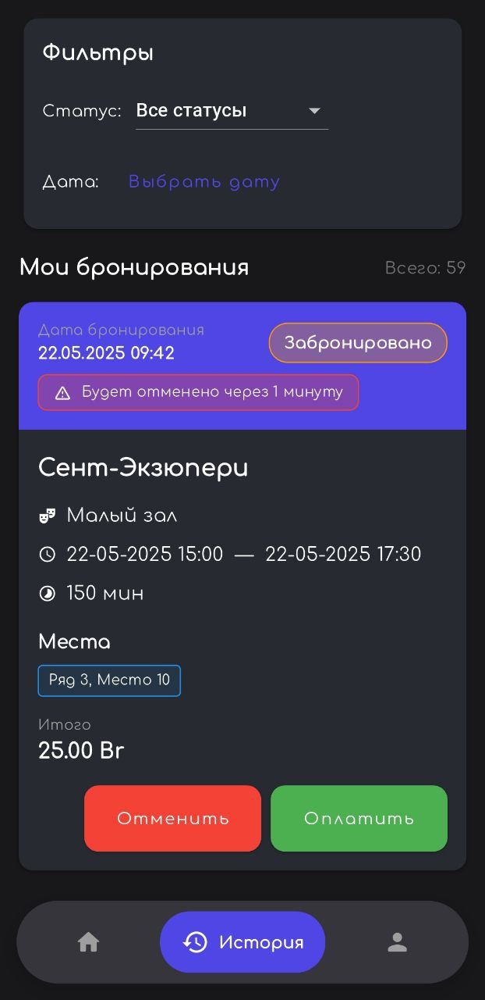 Фильтры
Статус: Все статусы
Дата: Выбрать дату
Мои бронирования Всего: 59
Дата бронирования
22.05.2025 09:42
Забронировано
Будет отменено через 1 минуту
Сент-Экзюпери
Малый зал
22-05-2025 15:00 — 22-05-2025 17:30
150 мин
Места
Ряд 3, Место 10
Итого
25.00 Br
Отменить Оплатить
История